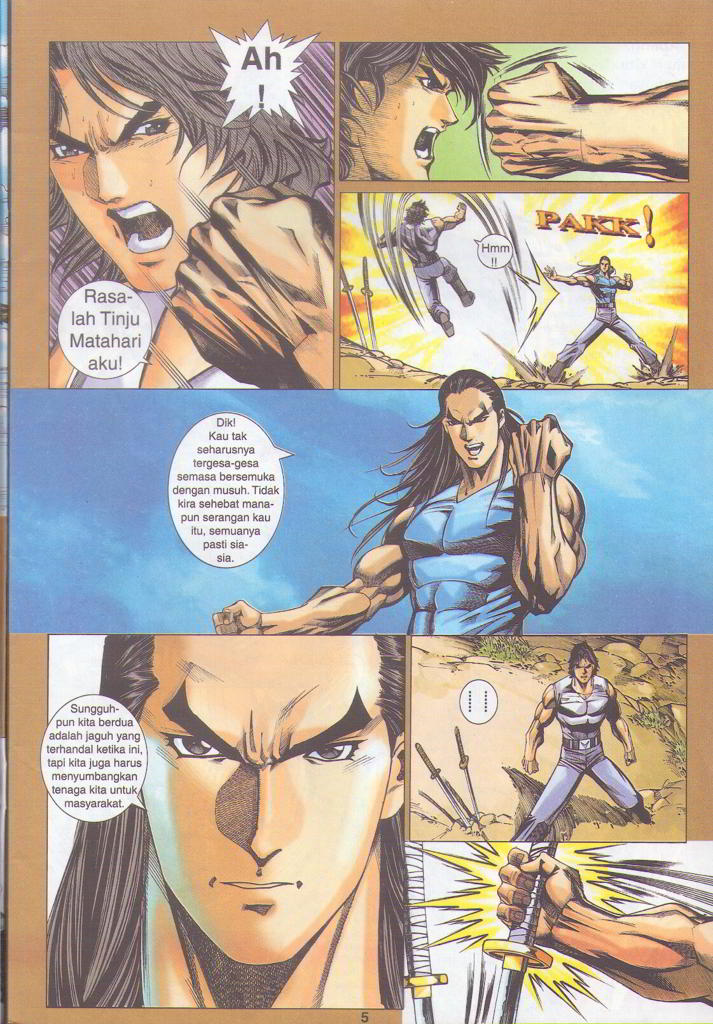 Ah
!
Rasa-
lah Tinju
Matahari
aku!
Hmm
!!
PAKK!
Dik!
Kau tak
seharusnya
tergesa-gesa
semasa bersemuka
dengan musuh. Tidak
kira sehebat mana-
pun serangan kau
itu, semuanya
pasti sia-
sia.
Sungguh-
pun kita berdua
adalah jaguh yang
terhandal ketika ini,
tapi kita juga harus
menyumbangkan
tenaga kita untuk
masyarakat.
!!
5